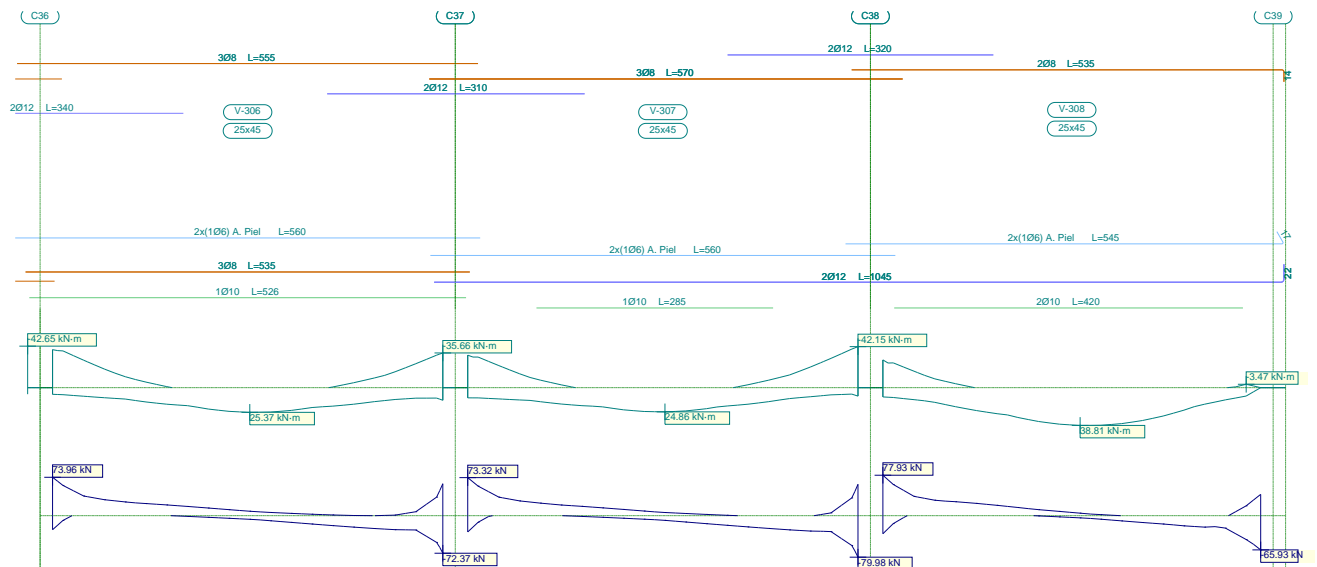 C36
C37
C38
C39
2Ø12 L=320
3Ø8 L=555
2Ø8 L=535
3Ø8 L=570
14
2Ø12 L=310
2Ø12 L=340
V-306
V-307
V-308
25x45
25x45
25x45
2x(1Ø6) A. Piel L=560
2x(1Ø6) A. Piel L=545
17
2x(1Ø6) A. Piel L=560
3Ø8 L=535
2Ø12 L=1045
22
1Ø10 L=526
1Ø10 L=285
2Ø10 L=420
-42.65 kN·m
-35.66 kN·m
-42.15 kN·m
-3.47 kN·m
25.37 kN·m
24.86 kN·m
38.81 kN·m
73.96 kN
73.32 kN
77.93 kN
-72.37 kN
-79.98 kN
-65.93 kN